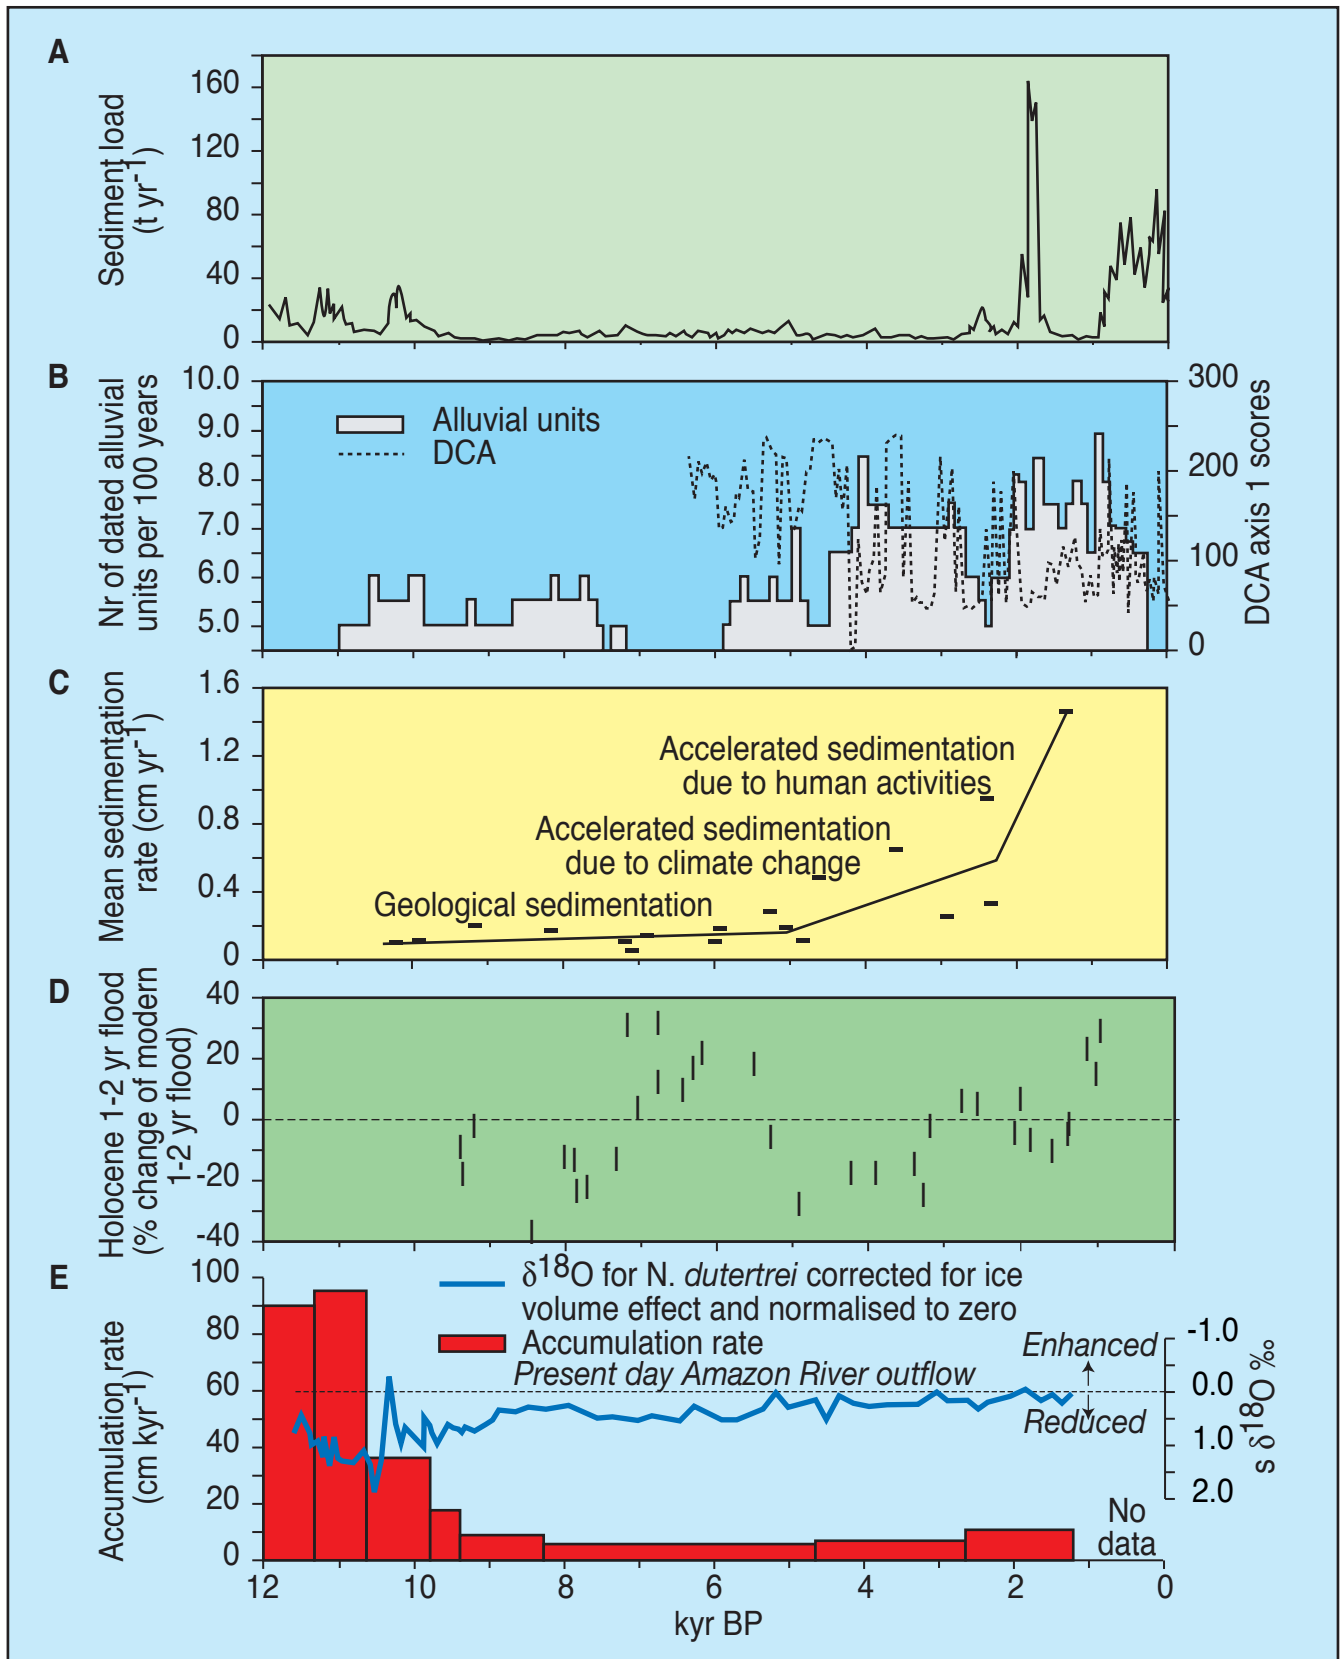 A
Sediment load
(t yr-1)
160
120
80
40
0
B
Nr of dated alluvial
units per 100 years
10.0
9.0
8.0
7.0
6.0
5.0
Alluvial units
DCA
300
200
100
0
DCA axis 1 scores
C
Mean sedimentation
rate (cm yr-1)
1.6
1.2
0.8
0.4
0
Accelerated sedimentation
due to human activities
Accelerated sedimentation
due to climate change
Geological sedimentation
D
Holocene 1-2 yr flood
(% change of modern
1-2 yr flood)
40
20
0
-20
-40
E
Accumulation rate
(cm kyr-1)
100
80
60
40
20
0
δ18O for N. dutertrei corrected for ice
volume effect and normalised to zero
Accumulation rate
Present day Amazon River outflow
Enhanced
Reduced
-1.0
0.0
1.0
2.0
s δ18O ‰
No
data
12 10 8 6 4 2 0
kyr BP